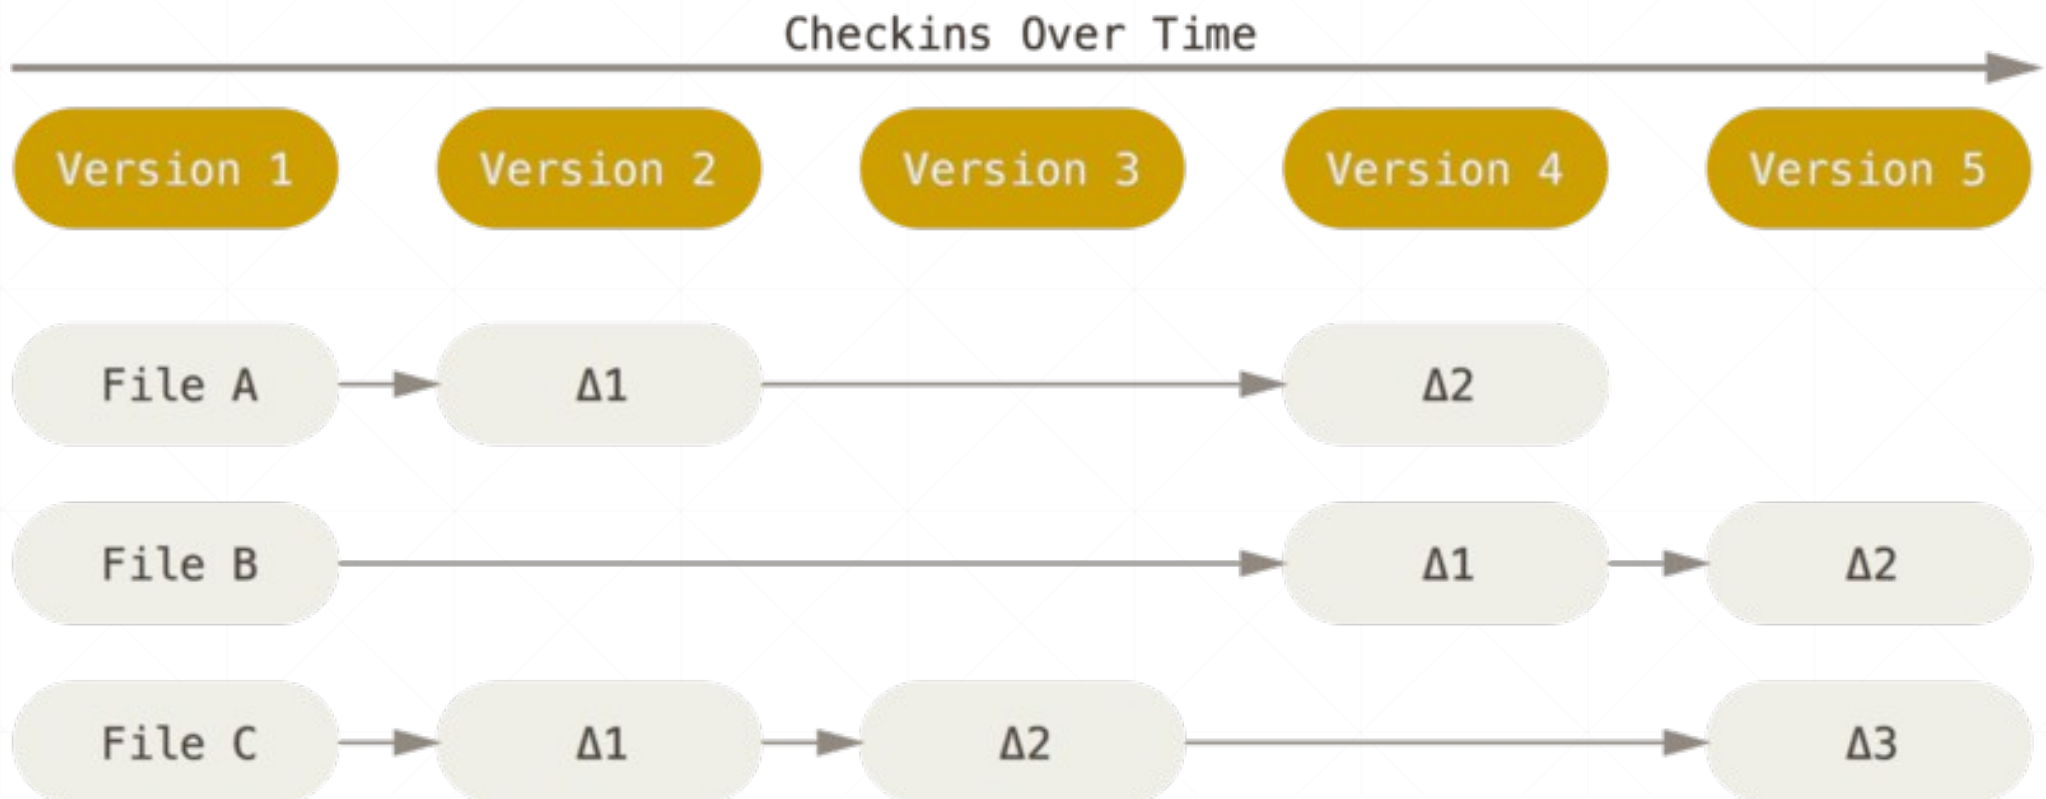 Checkins Over Time
Version 1 Version 2 Version 3 Version 4 Version 5
File A Δ1 Δ2
File B Δ1 Δ2
File C Δ1 Δ2 Δ3